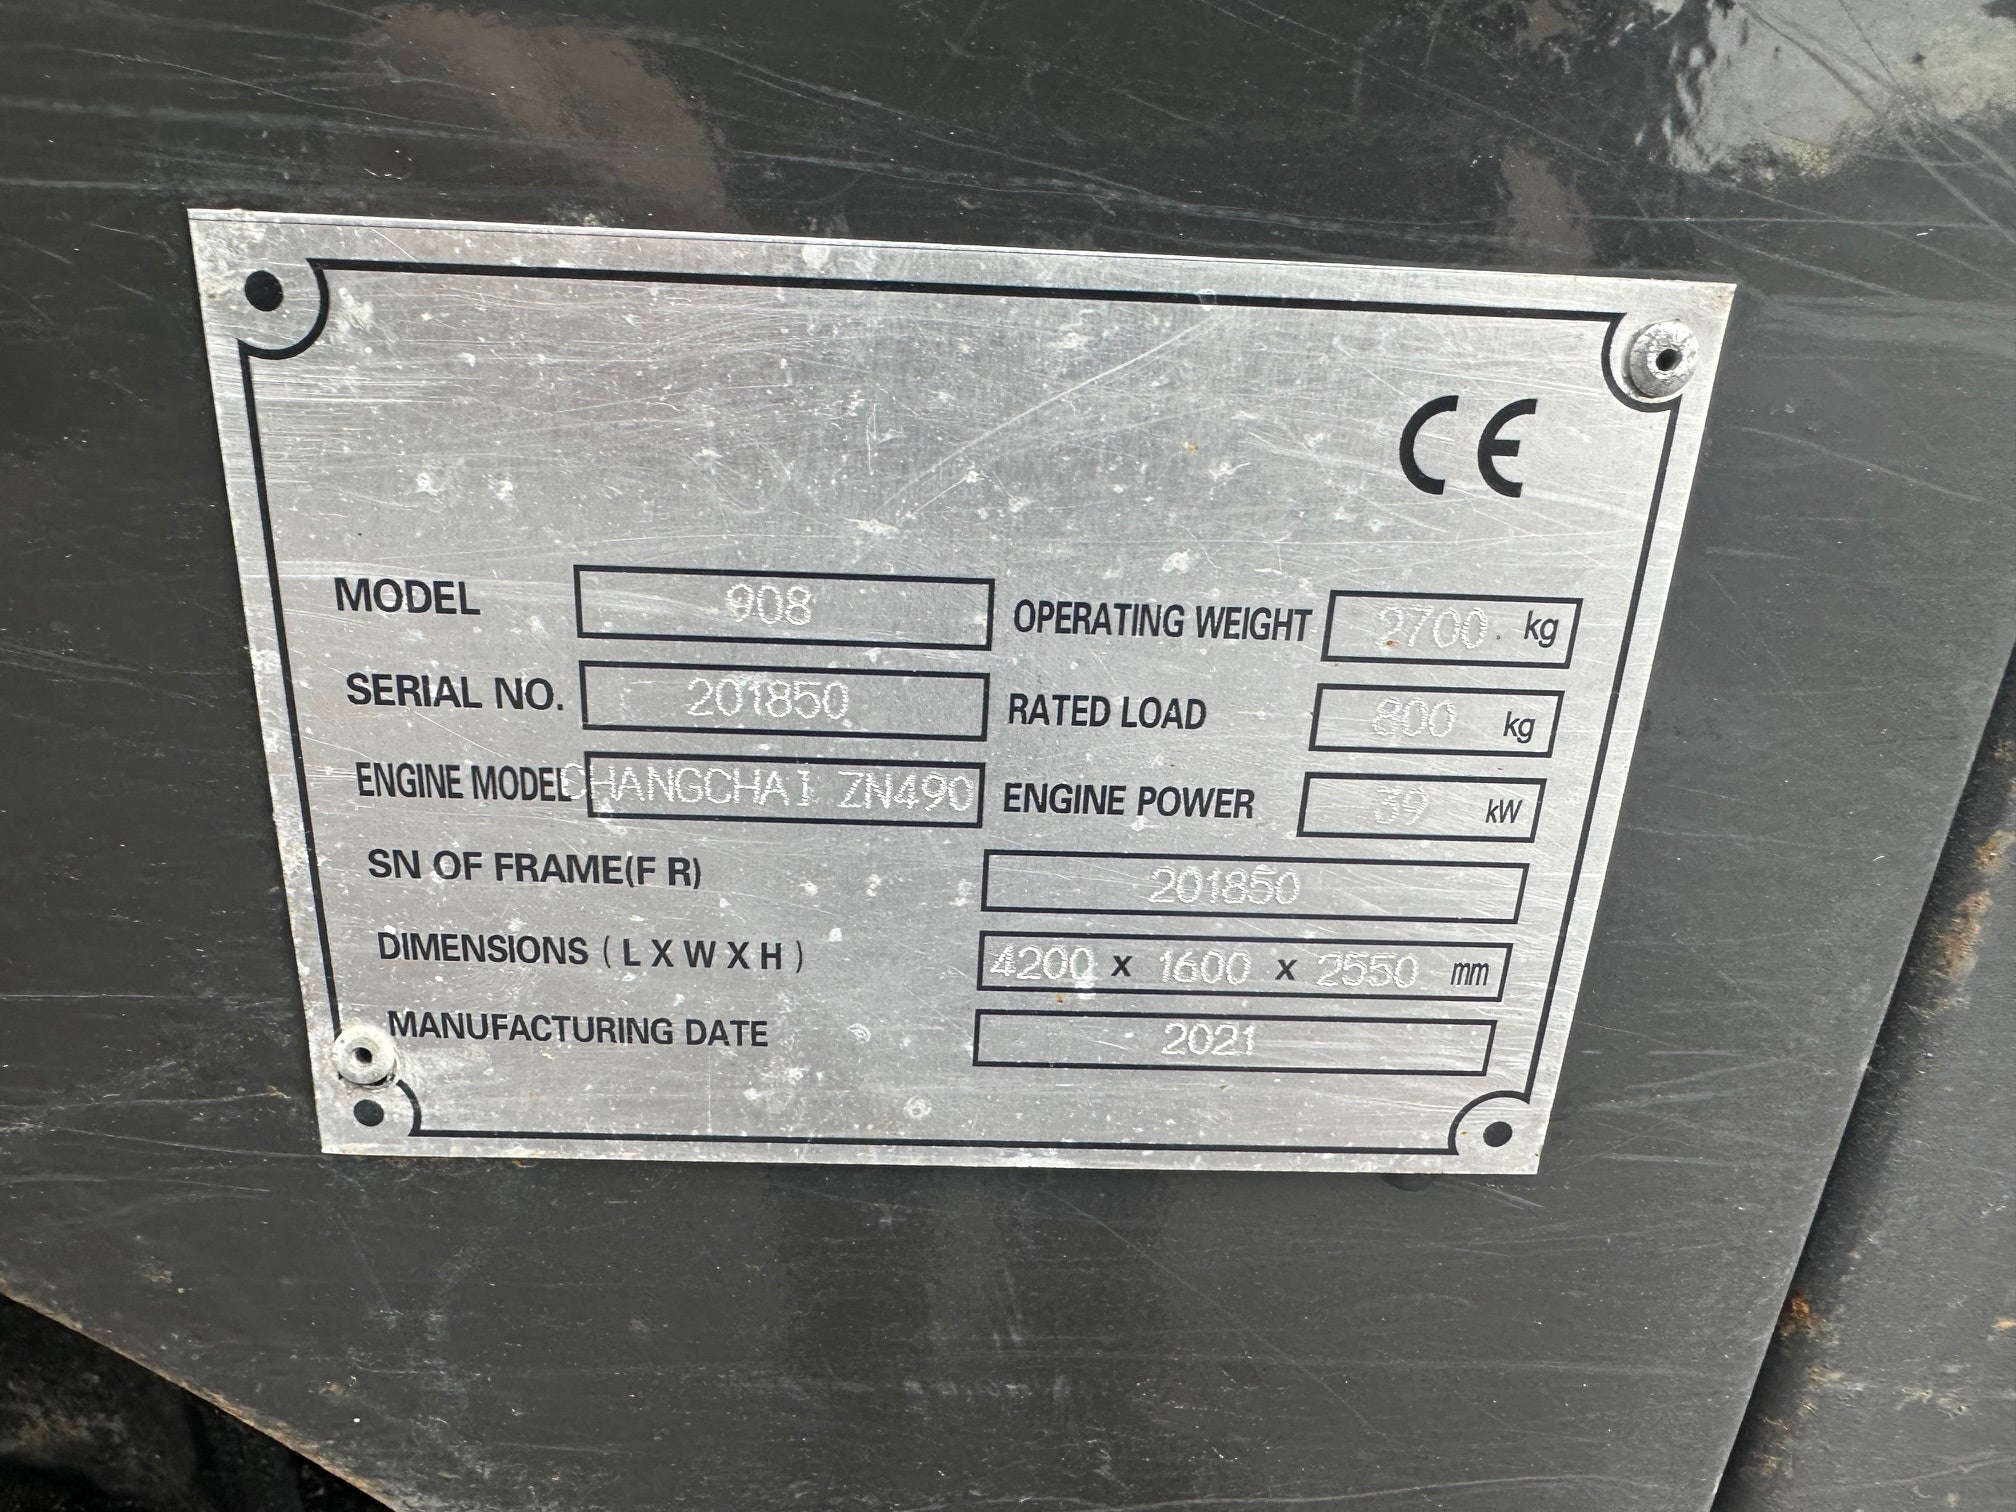 CE
MODEL 908 OPERATING WEIGHT 2700 kg
SERIAL NO. 201850 RATED LOAD 800 kg
ENGINE MODEL CHANGCHAI ZN490 ENGINE POWER 39 kW
SN OF FRAME(F R) 201850
DIMENSIONS ( L X W X H ) 4200 x 1600 x 2550 mm
MANUFACTURING DATE 2021